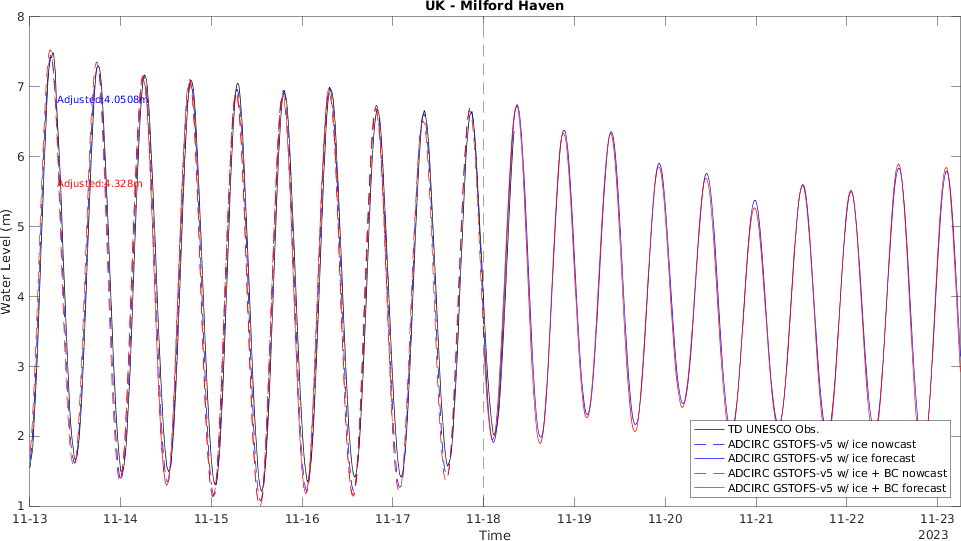 UK - Milford Haven
8
7
6
5
4
3
2
1
Water Level (m)
Adjusted:4.0508m
Adjusted:4.328m
TD UNESCO Obs.
ADCIRC GSTOFS-v5 w/ ice nowcast
ADCIRC GSTOFS-v5 w/ ice forecast
ADCIRC GSTOFS-v5 w/ ice + BC nowcast
ADCIRC GSTOFS-v5 w/ ice + BC forecast
11-13 11-14 11-15 11-16 11-17 11-18 11-19 11-20 11-21 11-22 11-23
Time
2023